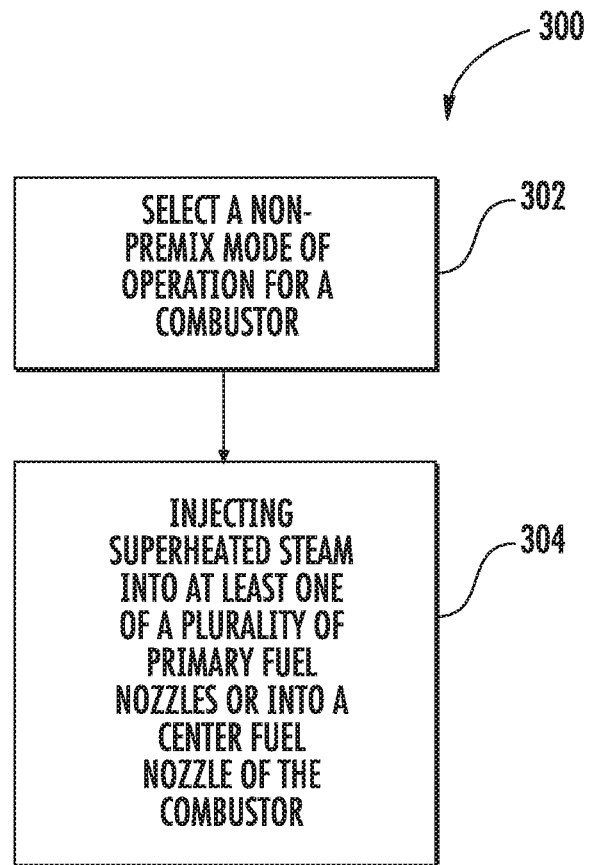 300
SELECT A NON-
PREMIX MODE OF
OPERATION FOR A
COMBUSTOR
302
INJECTING
SUPERHEATED STEAM
INTO AT LEAST ONE
OF A PLURALITY OF
PRIMARY FUEL
NOZZLES OR INTO A
CENTER FUEL
NOZZLE OF THE
COMBUSTOR
304